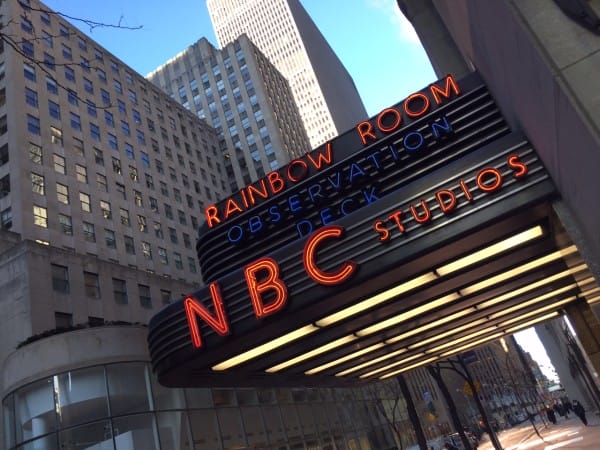 RAINBOW ROOM
OBSERVATION
DECK
NBC STUDIOS